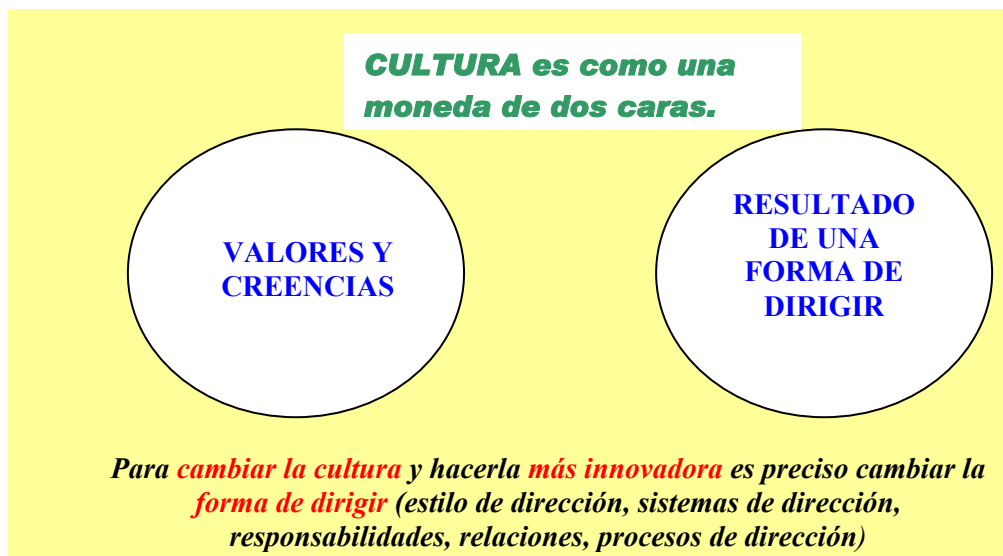 CULTURA es como una
moneda de dos caras.
VALORES Y
CREENCIAS
RESULTADO
DE UNA
FORMA DE
DIRIGIR
Para cambiar la cultura y hacerla más innovadora es preciso cambiar la
forma de dirigir (estilo de dirección, sistemas de dirección,
responsabilidades, relaciones, procesos de dirección)